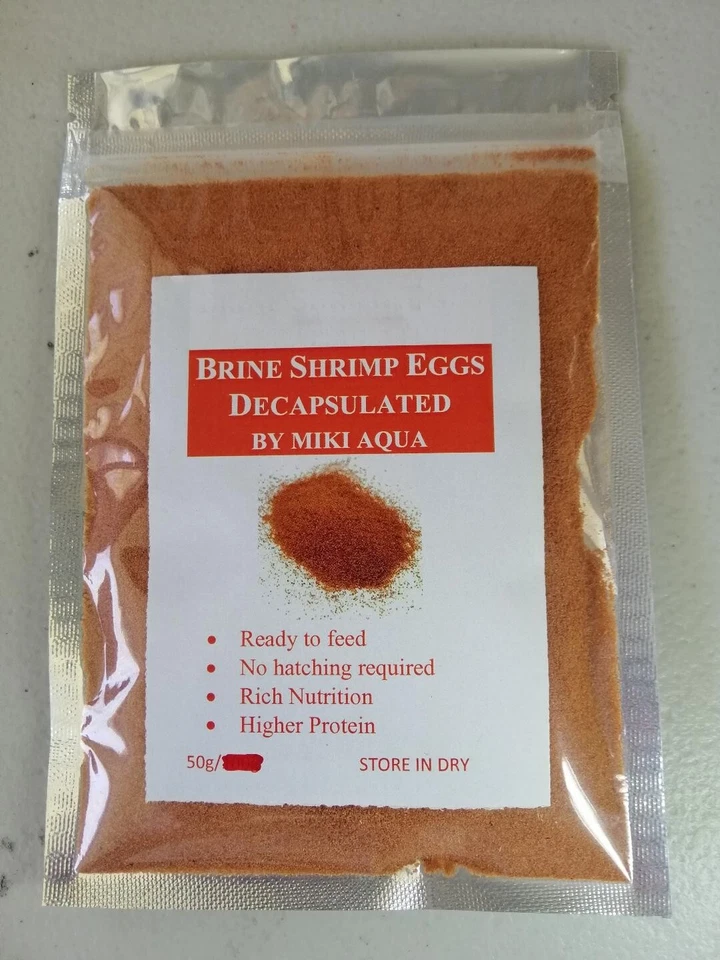 BRINE SHRIMP EGGS
DECAPSULATED
BY MIKI AQUA
• Ready to feed
• No hatching required
• Rich Nutrition
• Higher Protein
50g/
STORE IN DRY